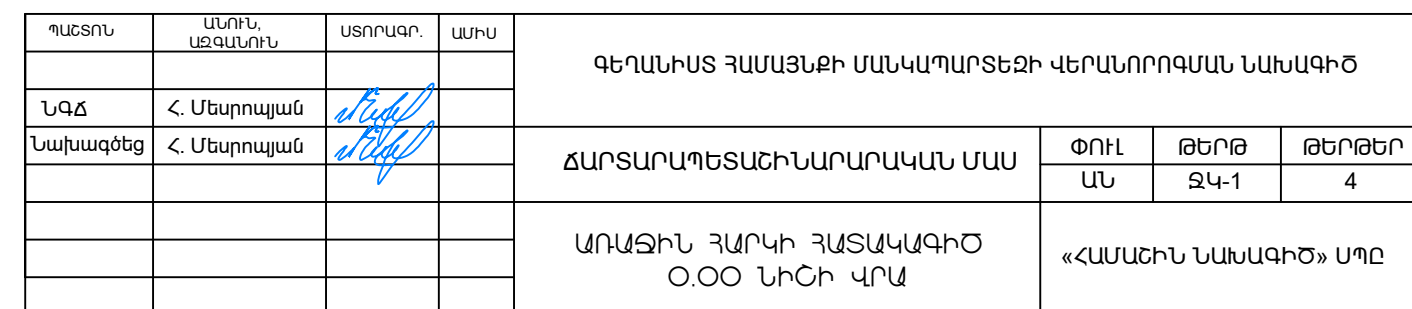 ՊԱՇՏՈՆ
ԱՆՈՒՆ,
ԱԶԳԱՆՈՒՆ
ՍՏՈՐԱԳՐ.
ԱՄԻՍ
ՆԳՃ
Հ. Մեսրոպյան
Նախագծեց
Հ. Մեսրոպյան
ԳԵՂԱՆԻՍՏ ՀԱՄԱՅՆՔԻ ՄԱՆԿԱՊԱՐՏԵԶԻ ՎԵՐԱՆՈՐՈԳՄԱՆ ՆԱԽԱԳԻԾ
ՃԱՐՏԱՐԱՊԵՏԱՇԻՆԱՐԱՐԱԿԱՆ ՄԱՍ
ՓՈՒԼ
ԹԵՐԹ
ԹԵՐԹԵՐ
ԱՆ
ՋԿ-1
4
ԱՌԱՋԻՆ ՀԱՐԿԻ ՀԱՏԱԿԱԳԻԾ
0.00 ՆԻՇԻ ՎՐԱ
«ՀԱՄԱՇԻՆ ՆԱԽԱԳԻԾ» ՍՊԸ